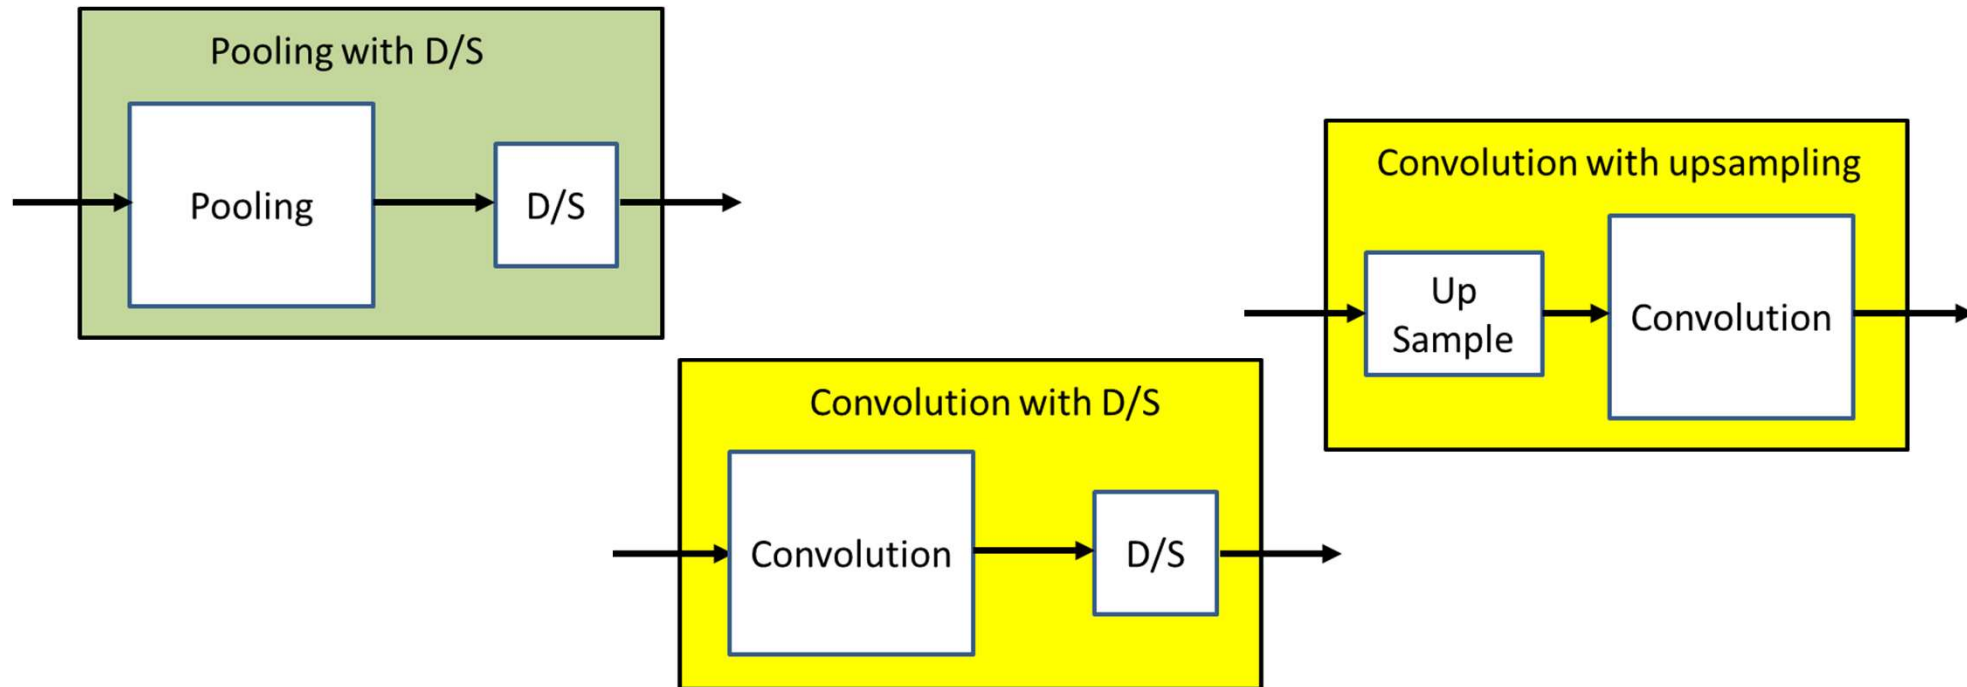 Pooling with D/S
Pooling
D/S
Convolution with upsampling
Up
Sample
Convolution
Convolution with D/S
Convolution
D/S